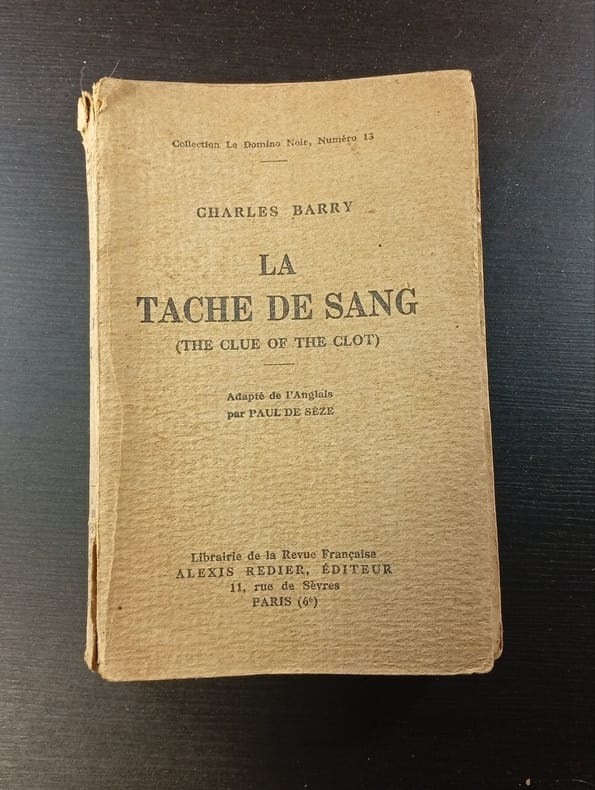 Collection Le Domino Noir, Numéro 13
CHARLES BARRY
LA
TACHE DE SANG
(THE CLUE OF THE CLOT)
Adapté de l'Anglais
par PAUL DE SÈZE
Librairie de la Revue Française
ALEXIS REDIER, ÉDITEUR
11, rue de Sèvres
PARIS (6e)